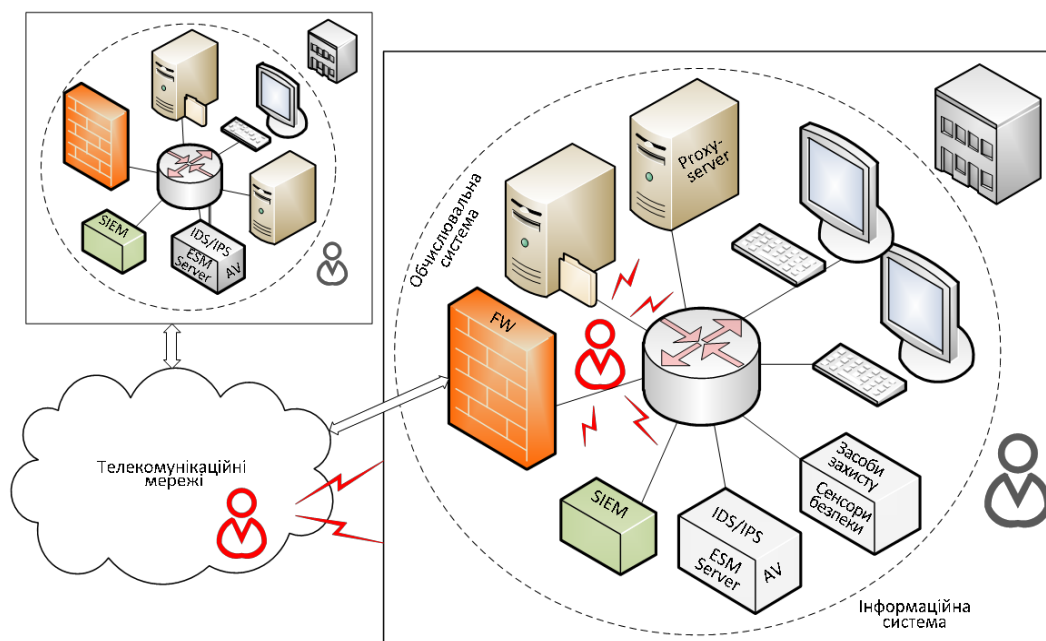 SIEM
IDS/IPS
ESM
Server
AV
Обчислювальна
система
Proxy-
server
FW
Телекомунікаційні
мережі
Засоби
захисту
Сенсори
безпеки
SIEM
IDS/IPS
ESM
Server
AV
Інформаційна
система